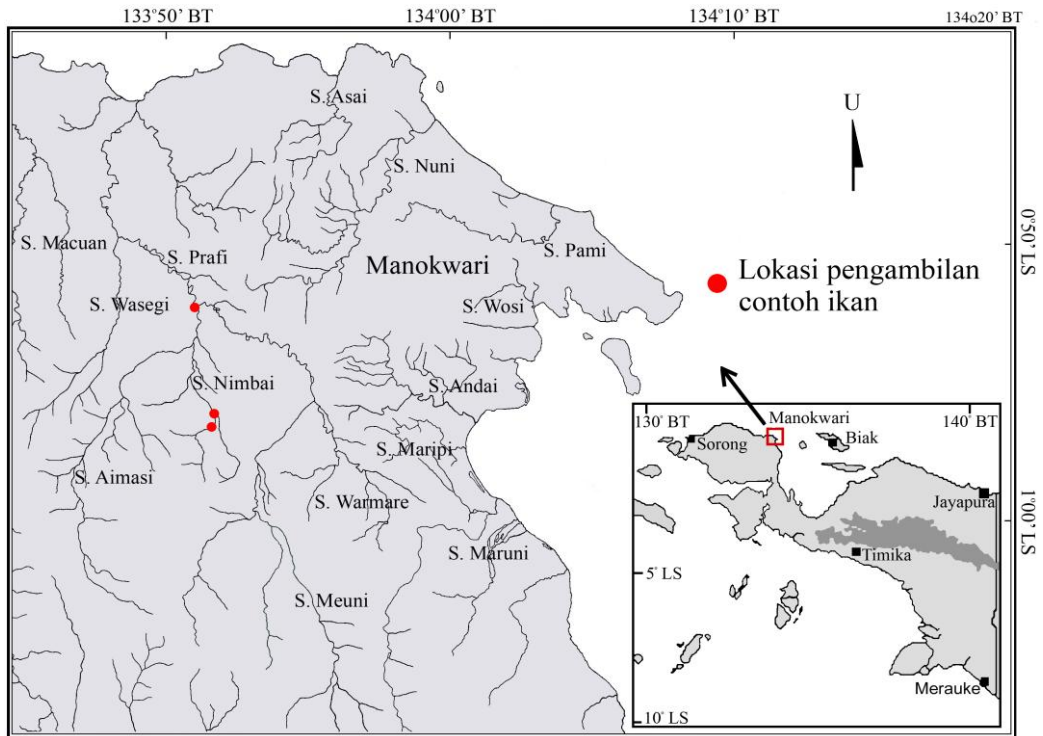 133°50' BT
134°00' BT
134°10' BT
134o20' BT
S. Asai
U
S. Nuni
S. Macuan
S. Prafi
S. Pami
0°50' LS
Manokwari
Lokasi pengambilan
contoh ikan
S. Wasegi
S. Wosi
S. Nimbai
S. Andai
130° BT
140° BT
Manokwari
Sorong
Biak
S. Maripi
S. Aimasi
S. Warmare
Jayapura
1°00' LS
S. Maruni
Timika
5° LS
S. Meuni
Merauke
10° LS